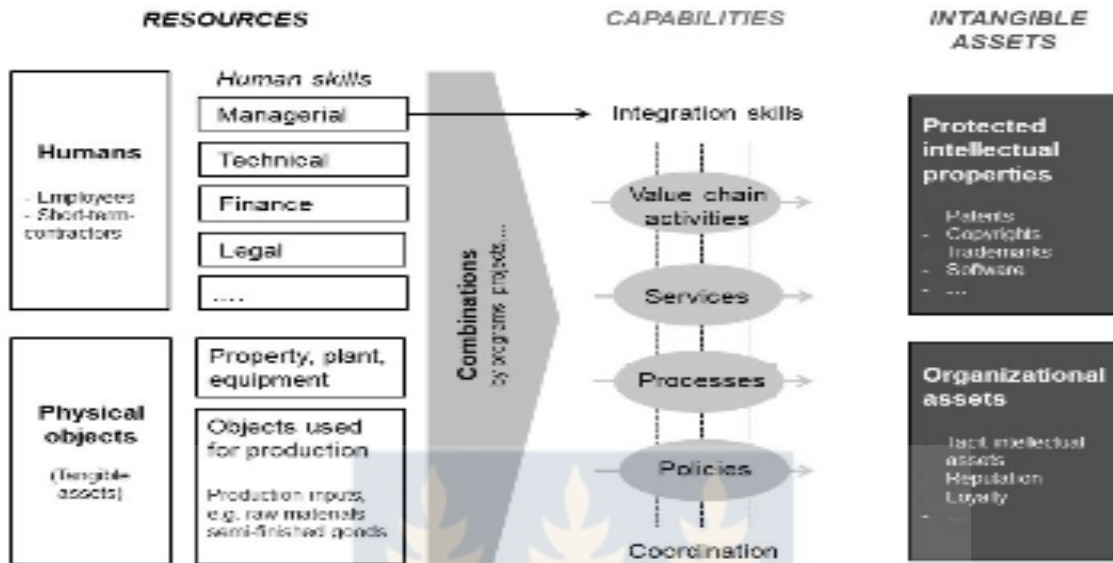 RESOURCES
CAPABILITIES
INTANGIBLE
ASSETS
Humans
- Employees
- Short-term-
contractors
Human skills
Managerial
Technical
Finance
Legal
....
Physical
objects
(Tangible
assets)
Property, plant,
equipment
Objects used
for production
Production inputs,
e.g. raw materials
semi-finished goods
Combinations
by programs projects,...
Integration skills
Value chain
activities
Services
Processes
Policies
Coordination
Protected
intellectual
properties
- Patents
- Copyrights
- Trademarks
- Software
- ...
Organizational
assets
- Tacit intellectual
assets
- Reputation
- Loyalty
- ...